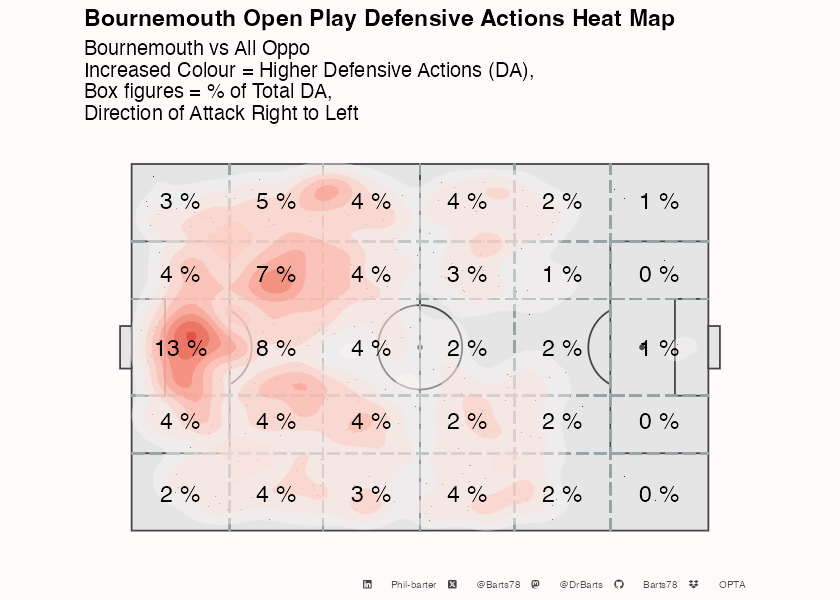 Bournemouth Open Play Defensive Actions Heat Map
Bournemouth vs All Oppo
Increased Colour = Higher Defensive Actions (DA),
Box figures = % of Total DA,
Direction of Attack Right to Left
3 % 5 % 4 % 4 % 2 % 1 %
4 % 7 % 4 % 3 % 1 % 0 %
13 % 8 % 4 % 2 % 2 % 1 %
4 % 4 % 4 % 2 % 2 % 0 %
2 % 4 % 3 % 4 % 2 % 0 %
Phil-barter @Barts78 @DrBarts Barts78 OPTA